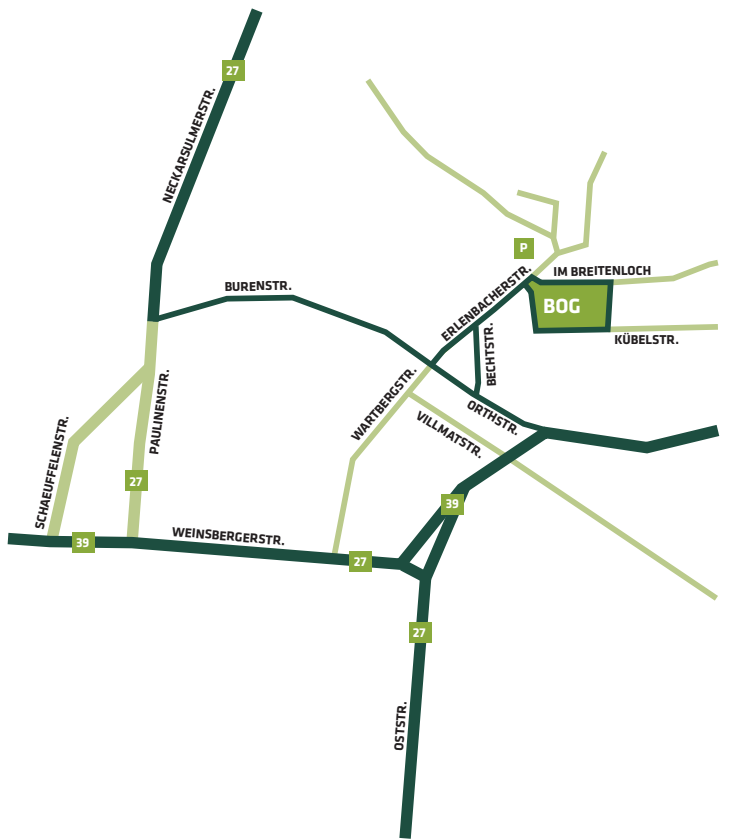 27
NECKARSULMERSTR.
P
IM BREITENLOCH
BURENSTR.
ERLENBACHERSTR.
BOG
KÜBELSTR.
BECHTSTR.
WARTBERGSTR.
PAULINENSTR.
ORTHSTR.
VILLMATSTR.
SCHAEUFFELENSTR.
27
39
WEINSBERGERSTR.
39
27
27
OSTSTR.